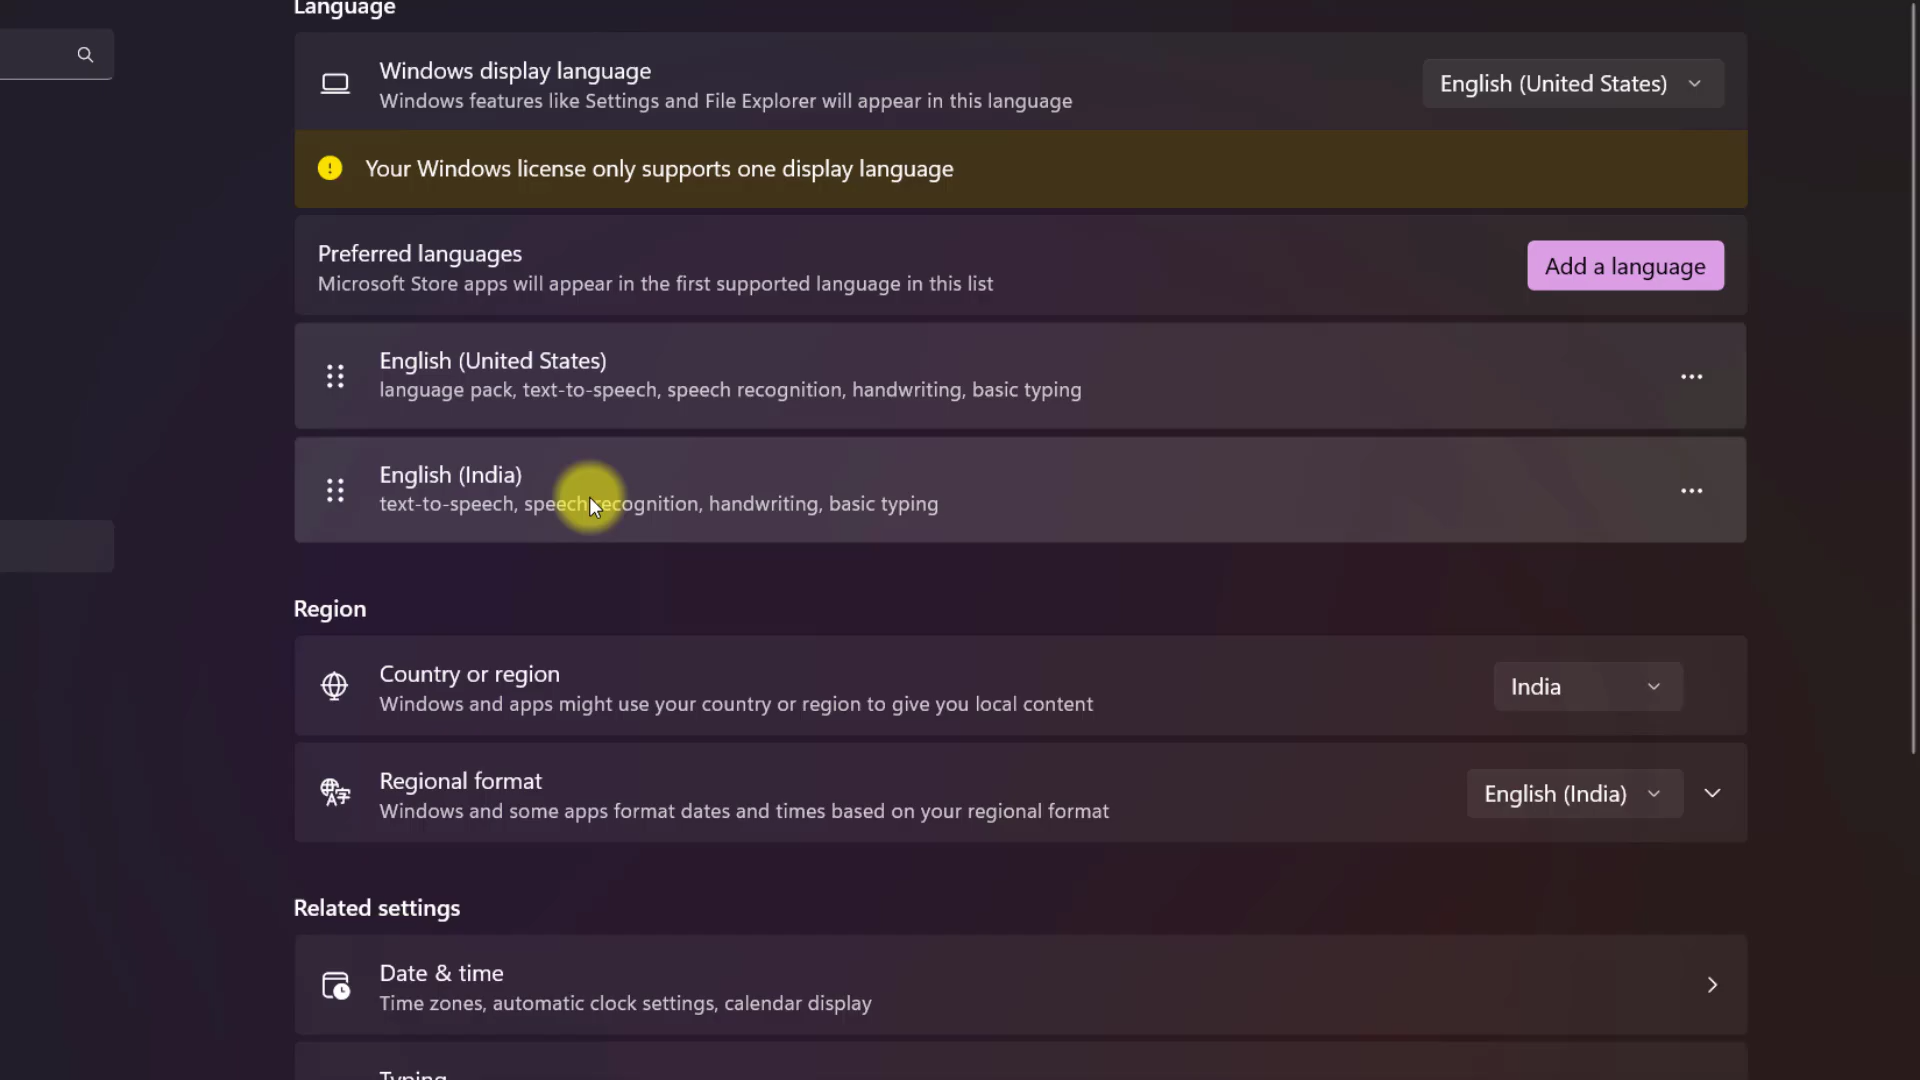 Language
Windows display language
Windows features like Settings and File Explorer will appear in this language
English (United States)
Your Windows license only supports one display language
Preferred languages
Microsoft Store apps will appear in the first supported language in this list
Add a language
English (United States)
language pack, text-to-speech, speech recognition, handwriting, basic typing
English (India)
text-to-speech, speech recognition, handwriting, basic typing
Region
Country or region
Windows and apps might use your country or region to give you local content
India
Regional format
Windows and some apps format dates and times based on your regional format
English (India)
Related settings
Date & time
Time zones, automatic clock settings, calendar display
Typing